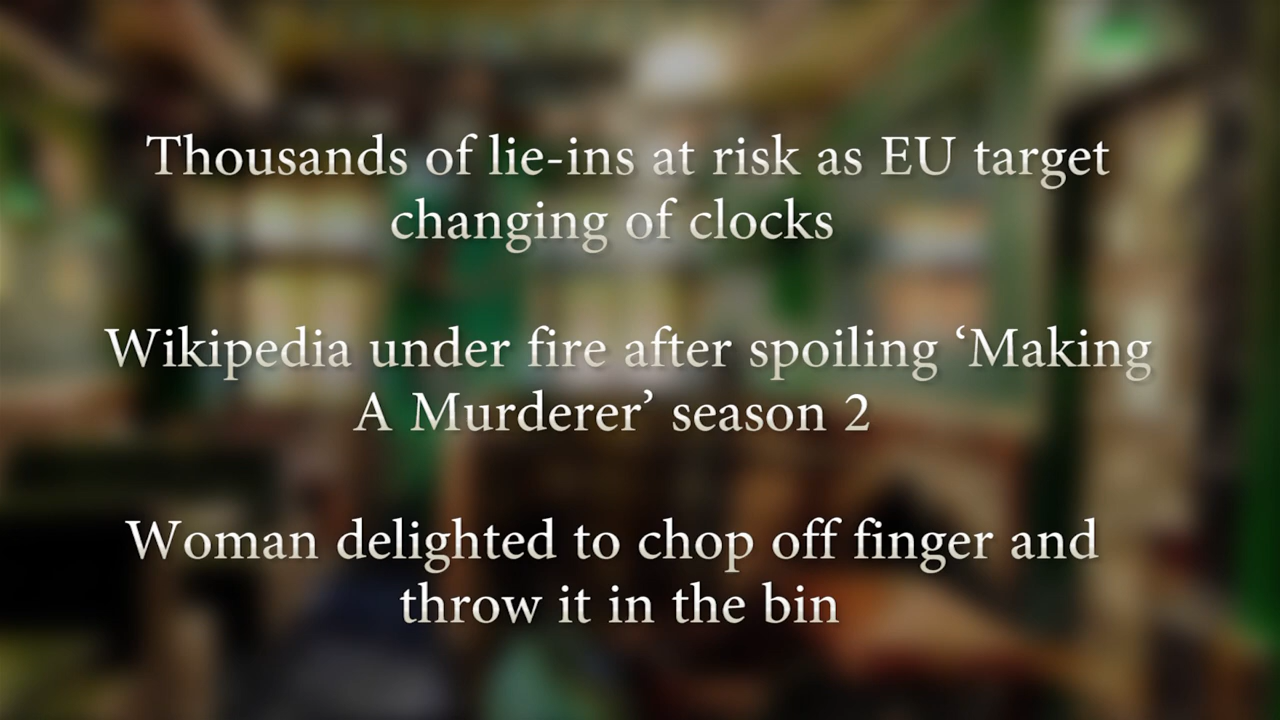 Thousands of lie-ins at risk as EU target
changing of clocks
Wikipedia under fire after spoiling ‘Making
A Murderer’ season 2
Woman delighted to chop off finger and
throw it in the bin